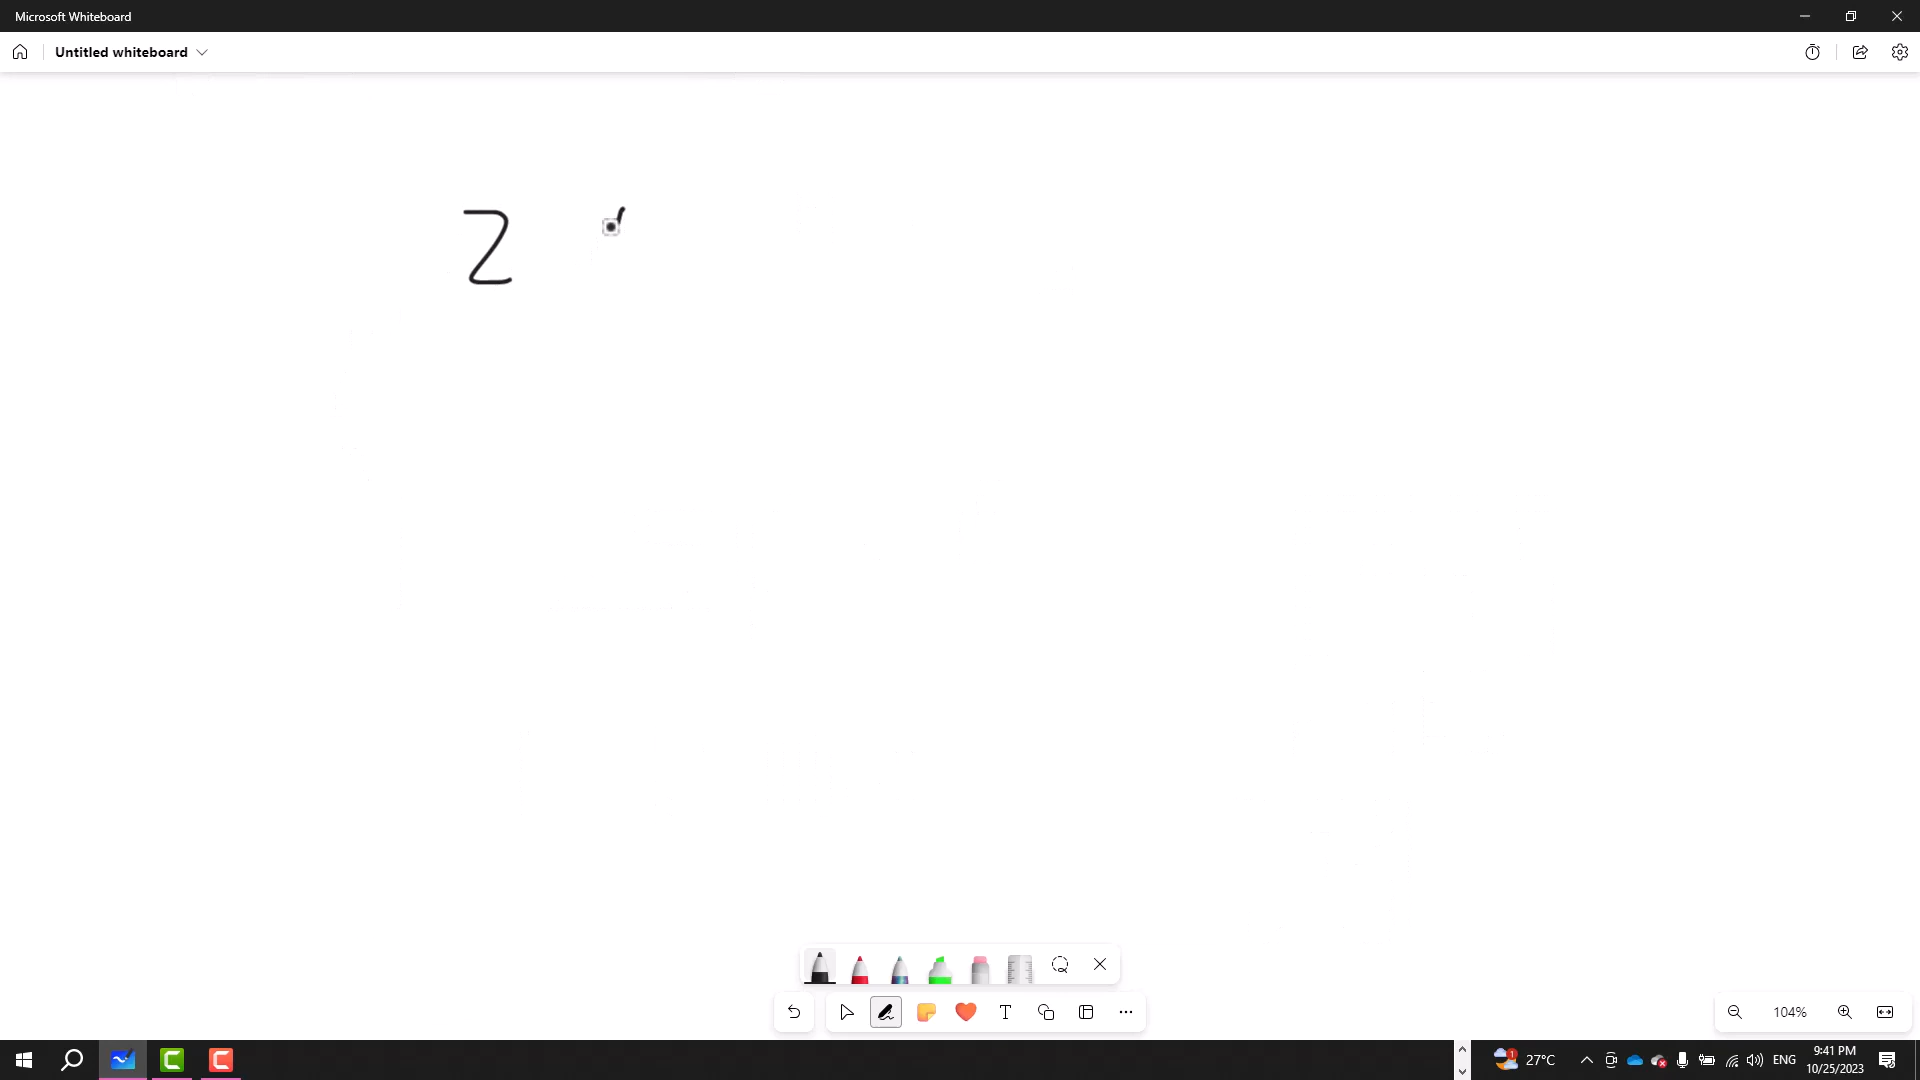 Microsoft Whiteboard
Untitled whiteboard
104%
27°C
ENG
9:41 PM
10/25/2023